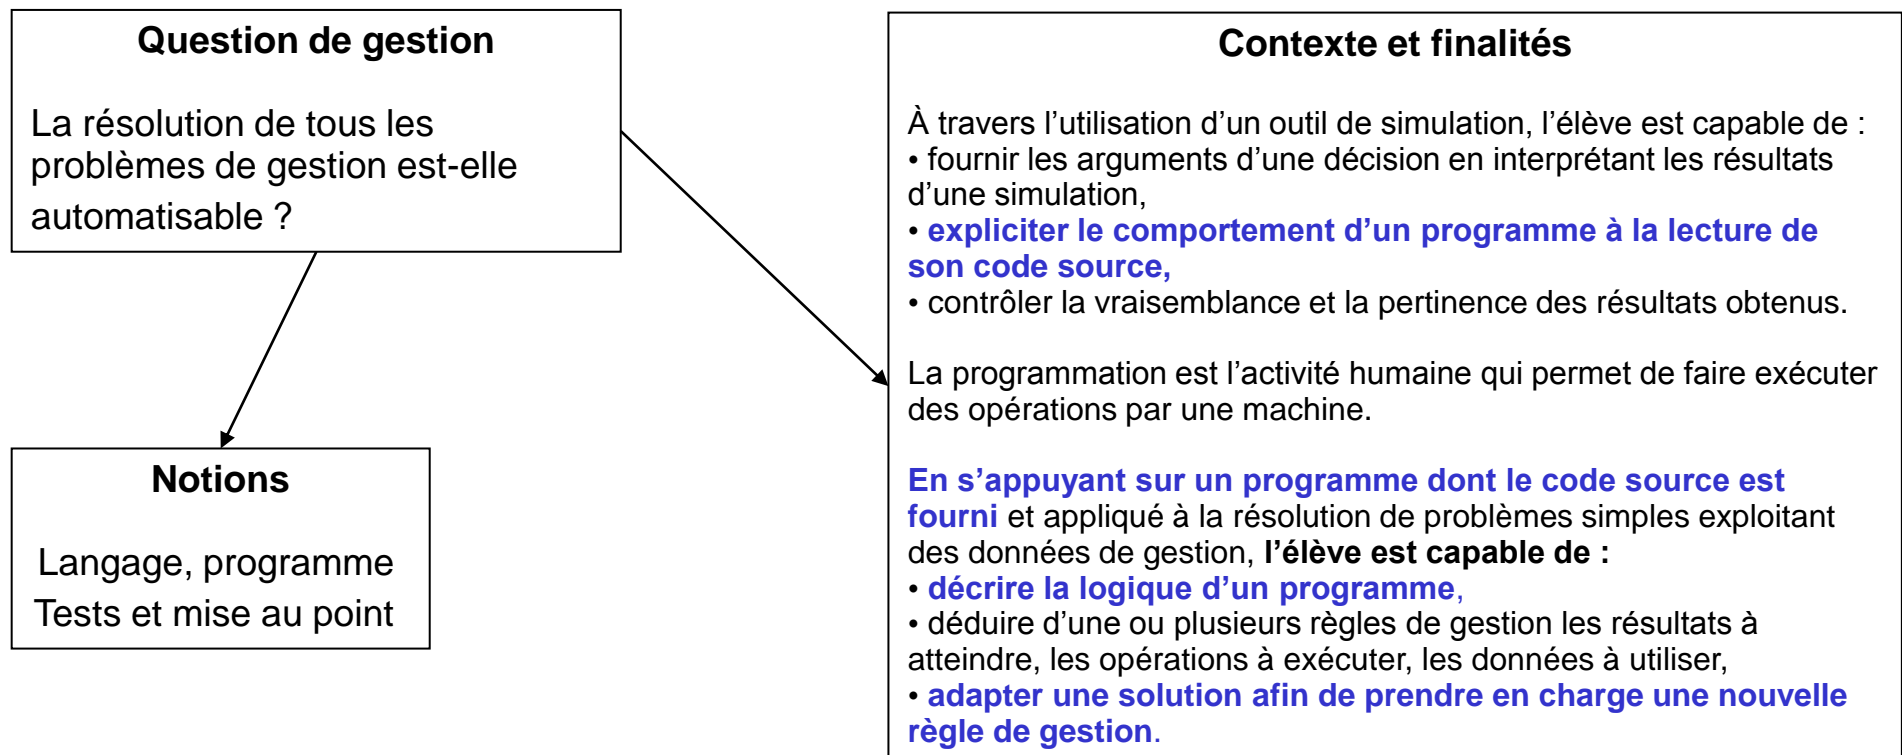 Question de gestion
La résolution de tous les
problèmes de gestion est-elle
automatisable ?
Notions
Langage, programme
Tests et mise au point
Contexte et finalités
À travers l’utilisation d’un outil de simulation, l’élève est capable de :
• fournir les arguments d’une décision en interprétant les résultats
d’une simulation,
• expliciter le comportement d’un programme à la lecture de
son code source,
• contrôler la vraisemblance et la pertinence des résultats obtenus.
La programmation est l’activité humaine qui permet de faire exécuter
des opérations par une machine.
En s’appuyant sur un programme dont le code source est
fourni et appliqué à la résolution de problèmes simples exploitant
des données de gestion, l’élève est capable de :
• décrire la logique d’un programme,
• déduire d’une ou plusieurs règles de gestion les résultats à
atteindre, les opérations à exécuter, les données à utiliser,
• adapter une solution afin de prendre en charge une nouvelle
règle de gestion.